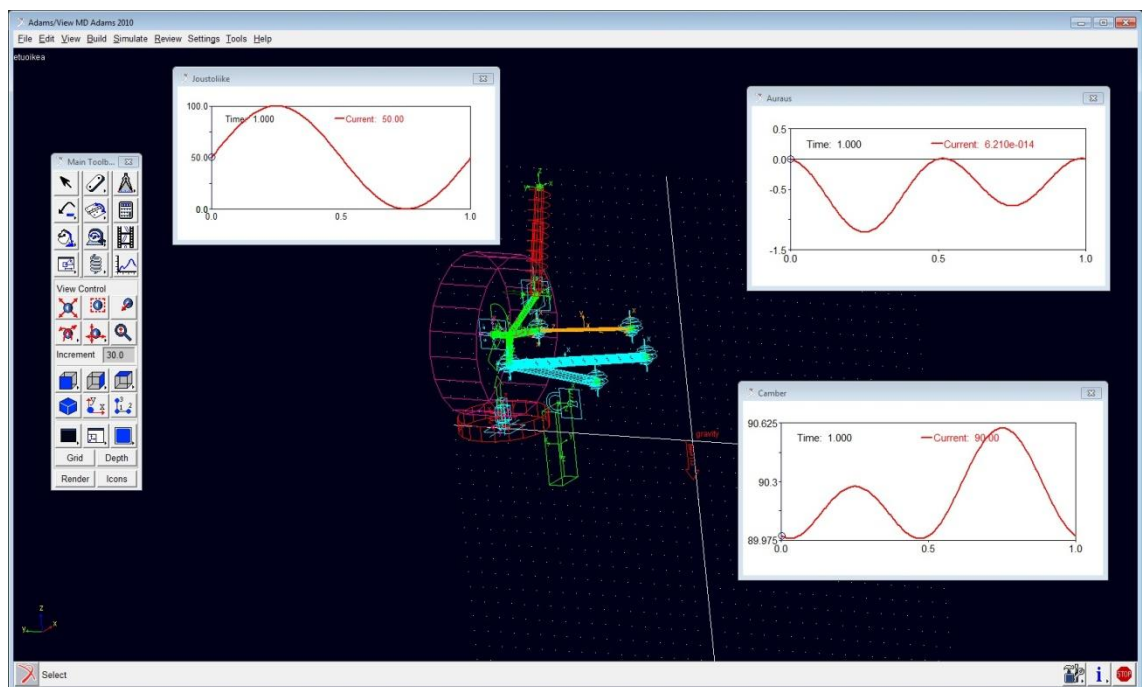 Adams/View MD Adams 2010
File Edit View Build Simulate Review Settings Tools Help
etuoikea
Joustoliike
100.0
Time: 1.000 Current: 50.00
50.00
0.0
0.0 0.5 1.0
Auraus
0.5
Time: 1.000 Current: 6.210e-014
0.0
-0.5
-1.5
0.0 0.5 1.0
Main Toolb...
View Control
Increment 30.0
Grid Depth
Render Icons
Camber
90.625
Time: 1.000 Current: 90.00
90.3
89.975
0.0 0.5 1.0
gravity
z
y x
Select
i
STOP